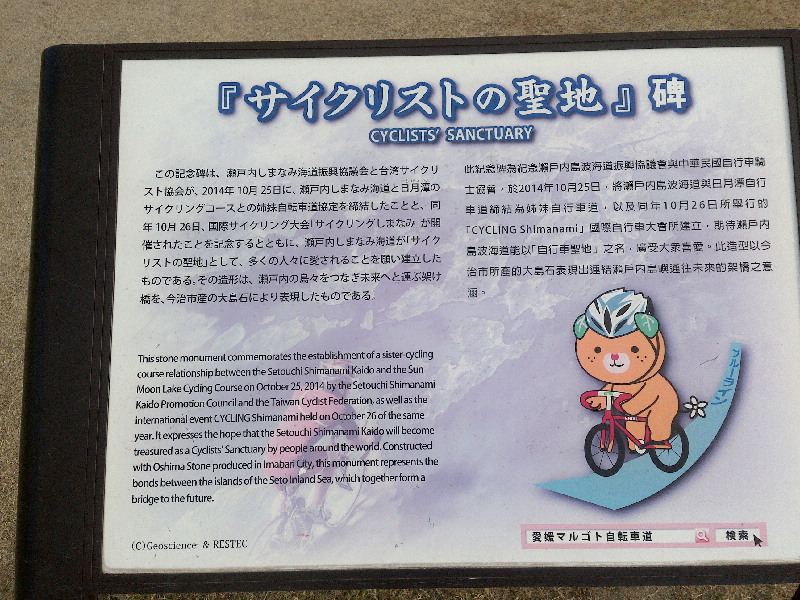 『サイクリストの聖地』碑
CYCLISTS' SANCTUARY
この記念碑は、瀬戸内しまなみ海道振興協議会と台湾サイクリ
スト協会が、2014年10月25日に、瀬戸内しまなみ海道と日月潭の
サイクリングコースとの姉妹自転車道協定を締結したことと、同
年10月26日、国際サイクリング大会「サイクリングしまなみ」が開
催されたことを記念するとともに、瀬戸内しまなみ海道が「サイク
リストの聖地」として、多くの人々に愛されることを願い建立した
ものである。その造形は、瀬戸内の島々をつなぎ未来へと運ぶ架け
橋を、今治市産の大島石により表現したものである。
此紀念碑為紀念瀨戶內島波海道振興協議會與中華民國自行車騎
士協會，於2014年10月25日，將瀨戶內島波海道與日月潭自行
車道締結為姊妹自行車道，以及同年10月26日所舉行的
「CYCLING Shimanami」國際自行車大會所建立，期待瀨戶內
島波海道能以「自行車聖地」之名，廣受大衆喜愛。此造型以今
治市所產的大島石表現出連結瀨戶內島嶼邁往未來的架橋之意
涵。
This stone monument commemorates the establishment of a sister cycling
course relationship between the Setouchi Shimanami Kaido and the Sun
Moon Lake Cycling Course on October 25, 2014 by the Setouchi Shimanami
Kaido Promotion Council and the Taiwan Cyclist Federation, as well as the
international event CYCLING Shimanami held on October 26 of the same
year. It expresses the hope that the Setouchi Shimanami Kaido will become
treasured as a Cyclists' Sanctuary by people around the world. Constructed
with Oshima Stone produced in Imabari City, this monument represents the
bonds between the islands of the Seto Inland Sea, which together form a
bridge to the future.
ブルーライン
(C)Geoscience & RESTEC
愛媛マルゴト自転車道 検索